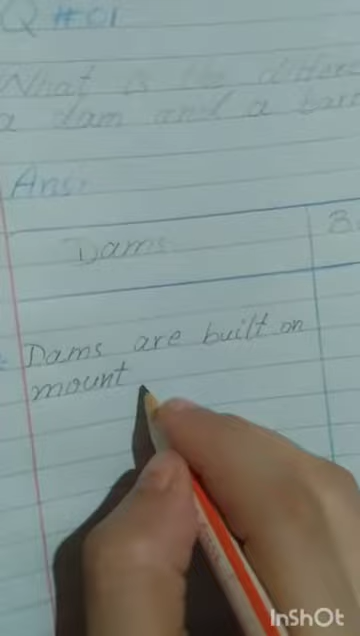 Q #01
What is the differe
a dam and a barr
Ans:
Dams
B
Dams are built on
mount
InShOt